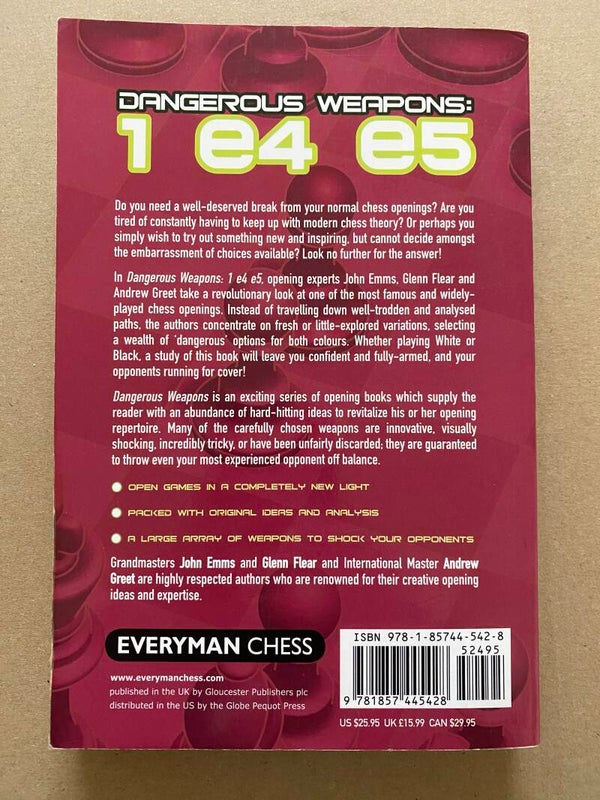 DANGEROUS WEAPONS:
1 e4 e5
Do you need a well-deserved break from your normal chess openings? Are you
tired of constantly having to keep up with modern chess theory? Or perhaps you
simply wish to try out something new and inspiring, but cannot decide amongst
the embarrassment of choices available? Look no further for the answer!
In Dangerous Weapons: 1 e4 e5, opening experts John Emms, Glenn Flear and
Andrew Greet take a revolutionary look at one of the most famous and widely-
played chess openings. Instead of travelling down well-trodden and analysed
paths, the authors concentrate on fresh or little-explored variations, selecting
a wealth of 'dangerous' options for both colours. Whether playing White or
Black, a study of this book will leave you confident and fully-armed, and your
opponents running for cover!
Dangerous Weapons is an exciting series of opening books which supply the
reader with an abundance of hard-hitting ideas to revitalize his or her opening
repertoire. Many of the carefully chosen weapons are innovative, visually
shocking, incredibly tricky, or have been unfairly discarded; they are guaranteed
to throw even your most experienced opponent off balance.
OPEN GAMES IN A COMPLETELY NEW LIGHT
PACKED WITH ORIGINAL IDEAS AND ANALYSIS
A LARGE ARRAY OF WEAPONS TO SHOCK YOUR OPPONENTS
Grandmasters John Emms and Glenn Flear and International Master Andrew
Greet are highly respected authors who are renowned for their creative opening
ideas and expertise.
EVERYMAN CHESS
www.everymanchess.com
published in the UK by Gloucester Publishers plc
distributed in the US by the Globe Pequot Press
ISBN 978-1-85744-542-8
52495
9 781857 445428
US $25.95 UK £15.99 CAN $29.95